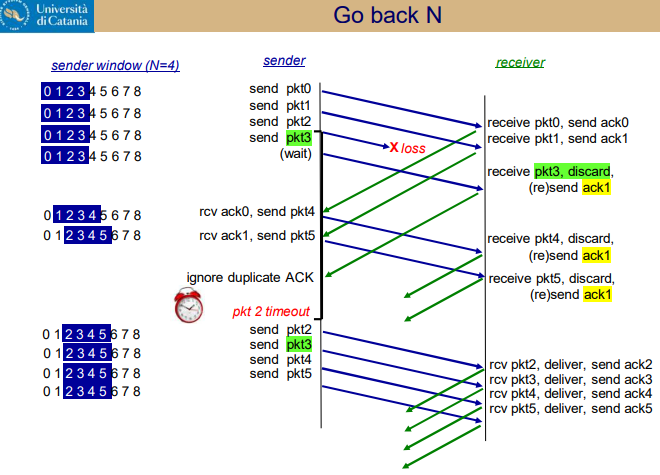 Università
di Catania
Go back N
sender window (N=4)
sender
receiver
0 1 2 3 4 5 6 7 8
0 1 2 3 4 5 6 7 8
0 1 2 3 4 5 6 7 8
0 1 2 3 4 5 6 7 8
send pkt0
send pkt1
send pkt2
send pkt3
(wait)
X loss
receive pkt0, send ack0
receive pkt1, send ack1
receive pkt3, discard,
(re)send ack1
0 1 2 3 4 5 6 7 8
rcv ack0, send pkt4
0 1 2 3 4 5 6 7 8
rcv ack1, send pkt5
receive pkt4, discard,
(re)send ack1
ignore duplicate ACK
receive pkt5, discard,
(re)send ack1
pkt 2 timeout
0 1 2 3 4 5 6 7 8
0 1 2 3 4 5 6 7 8
0 1 2 3 4 5 6 7 8
0 1 2 3 4 5 6 7 8
send pkt2
send pkt3
send pkt4
send pkt5
rcv pkt2, deliver, send ack2
rcv pkt3, deliver, send ack3
rcv pkt4, deliver, send ack4
rcv pkt5, deliver, send ack5